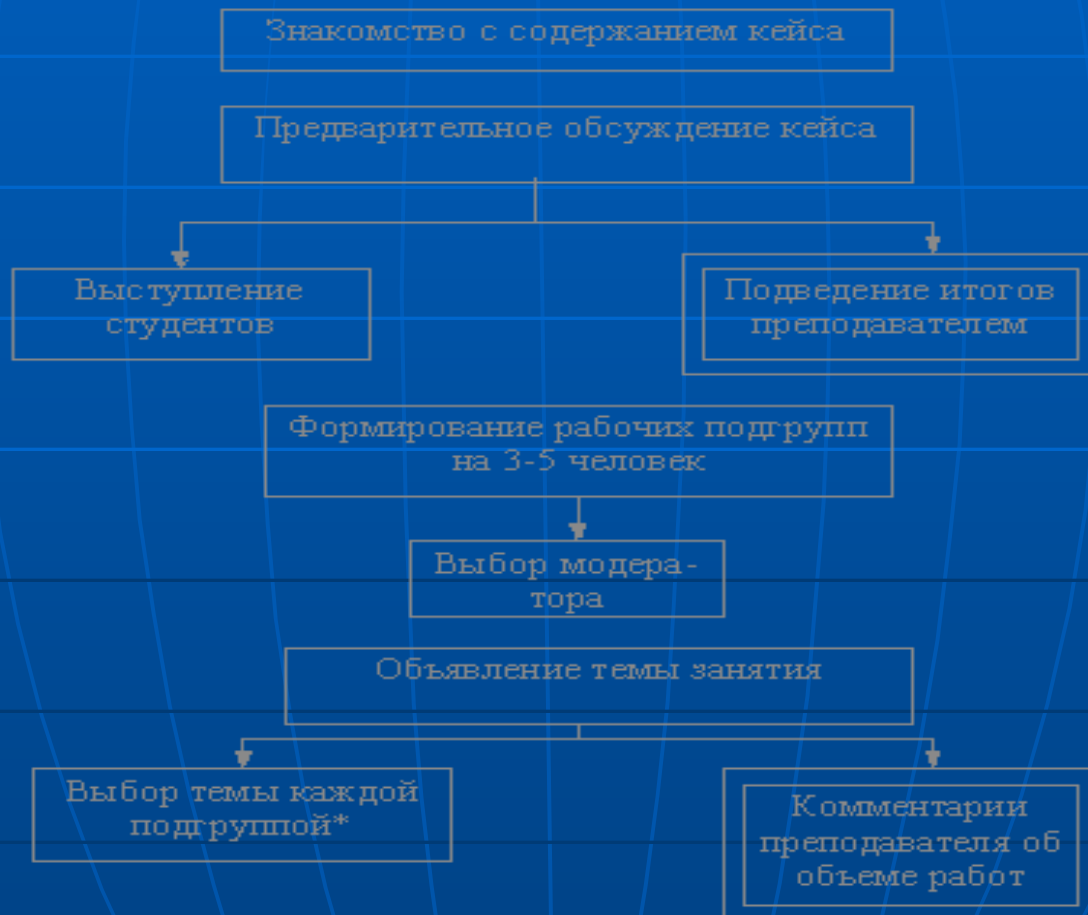 Знакомство с содержанием кейса
Предварительное обсуждение кейса
Выступление
студентов
Подведение итогов
преподавателем
Формирование рабочих подгрупп
на 3-5 человек
Выбор модера-
тора
Объявление темы занятия
Выбор темы каждой
подгруппой*
Комментарии
преподавателя об
объеме работ